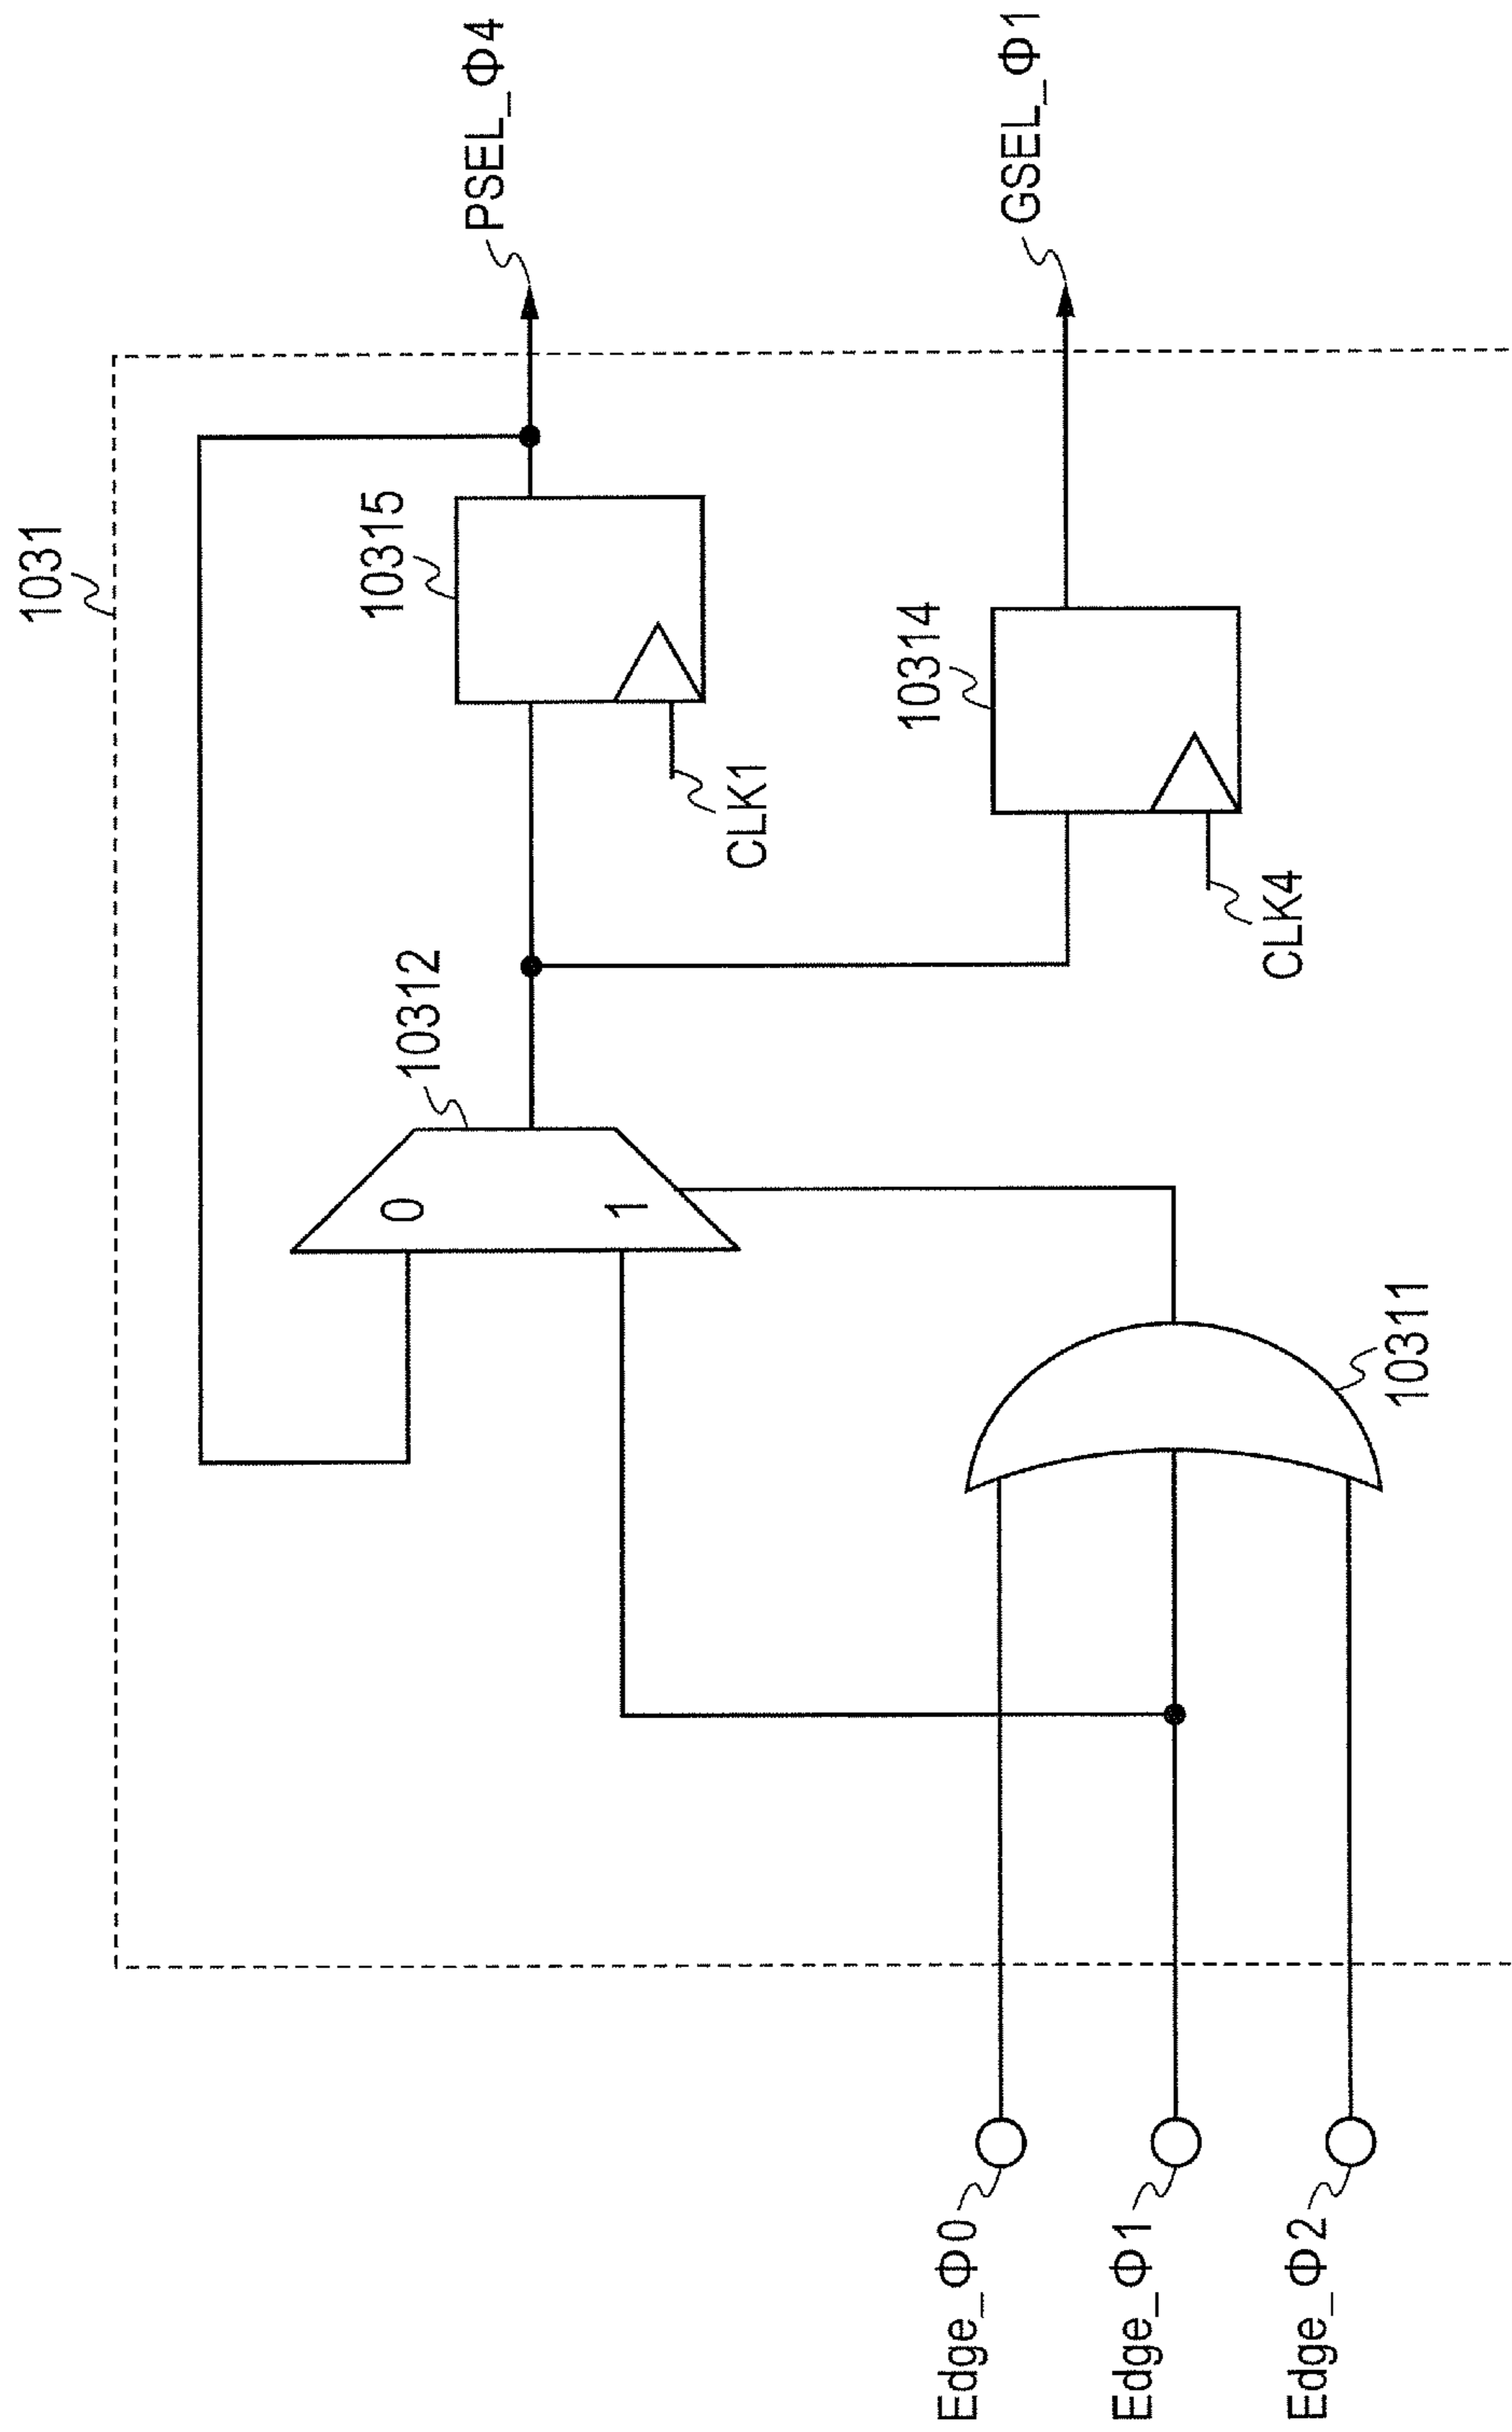 1031
PSEL_Φ4
10315
CLK1
10312
0
1
GSEL_Φ1
10314
CLK4
10311
Edge_Φ0
Edge_Φ1
Edge_Φ2